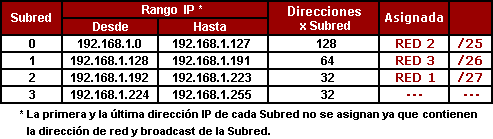 Subred Rango IP * Direcciones x Subred Asignada
Desde Hasta
0 192.168.1.0 192.168.1.127 128 RED 2 /25
1 192.168.1.128 192.168.1.191 64 RED 3 /26
2 192.168.1.192 192.168.1.223 32 RED 1 /27
3 192.168.1.224 192.168.1.255 32 --- ---
* La primera y la última dirección IP de cada Subred no se asignan ya que contienen
la dirección de red y broadcast de la Subred.